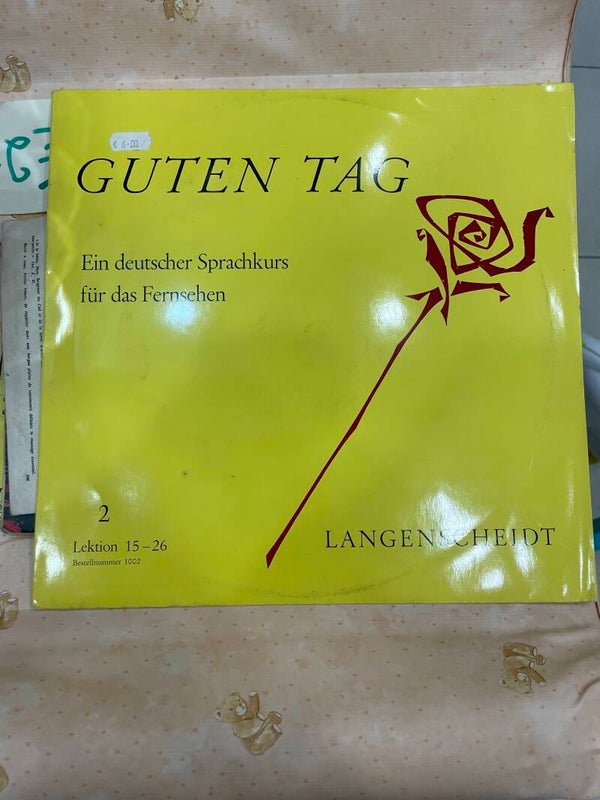 € 6.00
GUTEN TAG
Ein deutscher Sprachkurs
für das Fernsehen
2
Lektion 15–26
Bestellnummer 1002
LANGENSCHEIDT